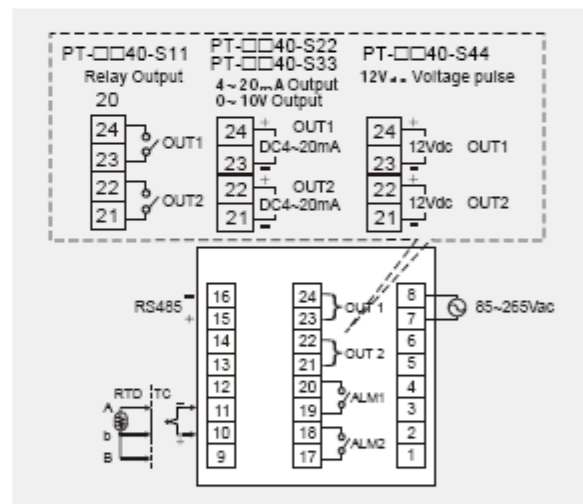 PT-□□40-S11
Relay Output
20
24
23
OUT1
22
21
OUT2
PT-□□40-S22
PT-□□40-S33
4~20mA Output
0~10V Output
24
+
OUT1
23
DC4~20mA
-
22
+
OUT2
21
DC4~20mA
-
PT-□□40-S44
12V Voltage pulse
24
+
23
12Vdc OUT1
-
22
+
21
12Vdc OUT2
-
RS485
-
+
16
15
14
13
12
11
10
9
RTD
TC
A
b
B
-
+
24
23
OUT 1
22
21
OUT 2
20
19
ALM1
18
17
ALM2
8
7
6
5
4
3
2
1
85~265Vac